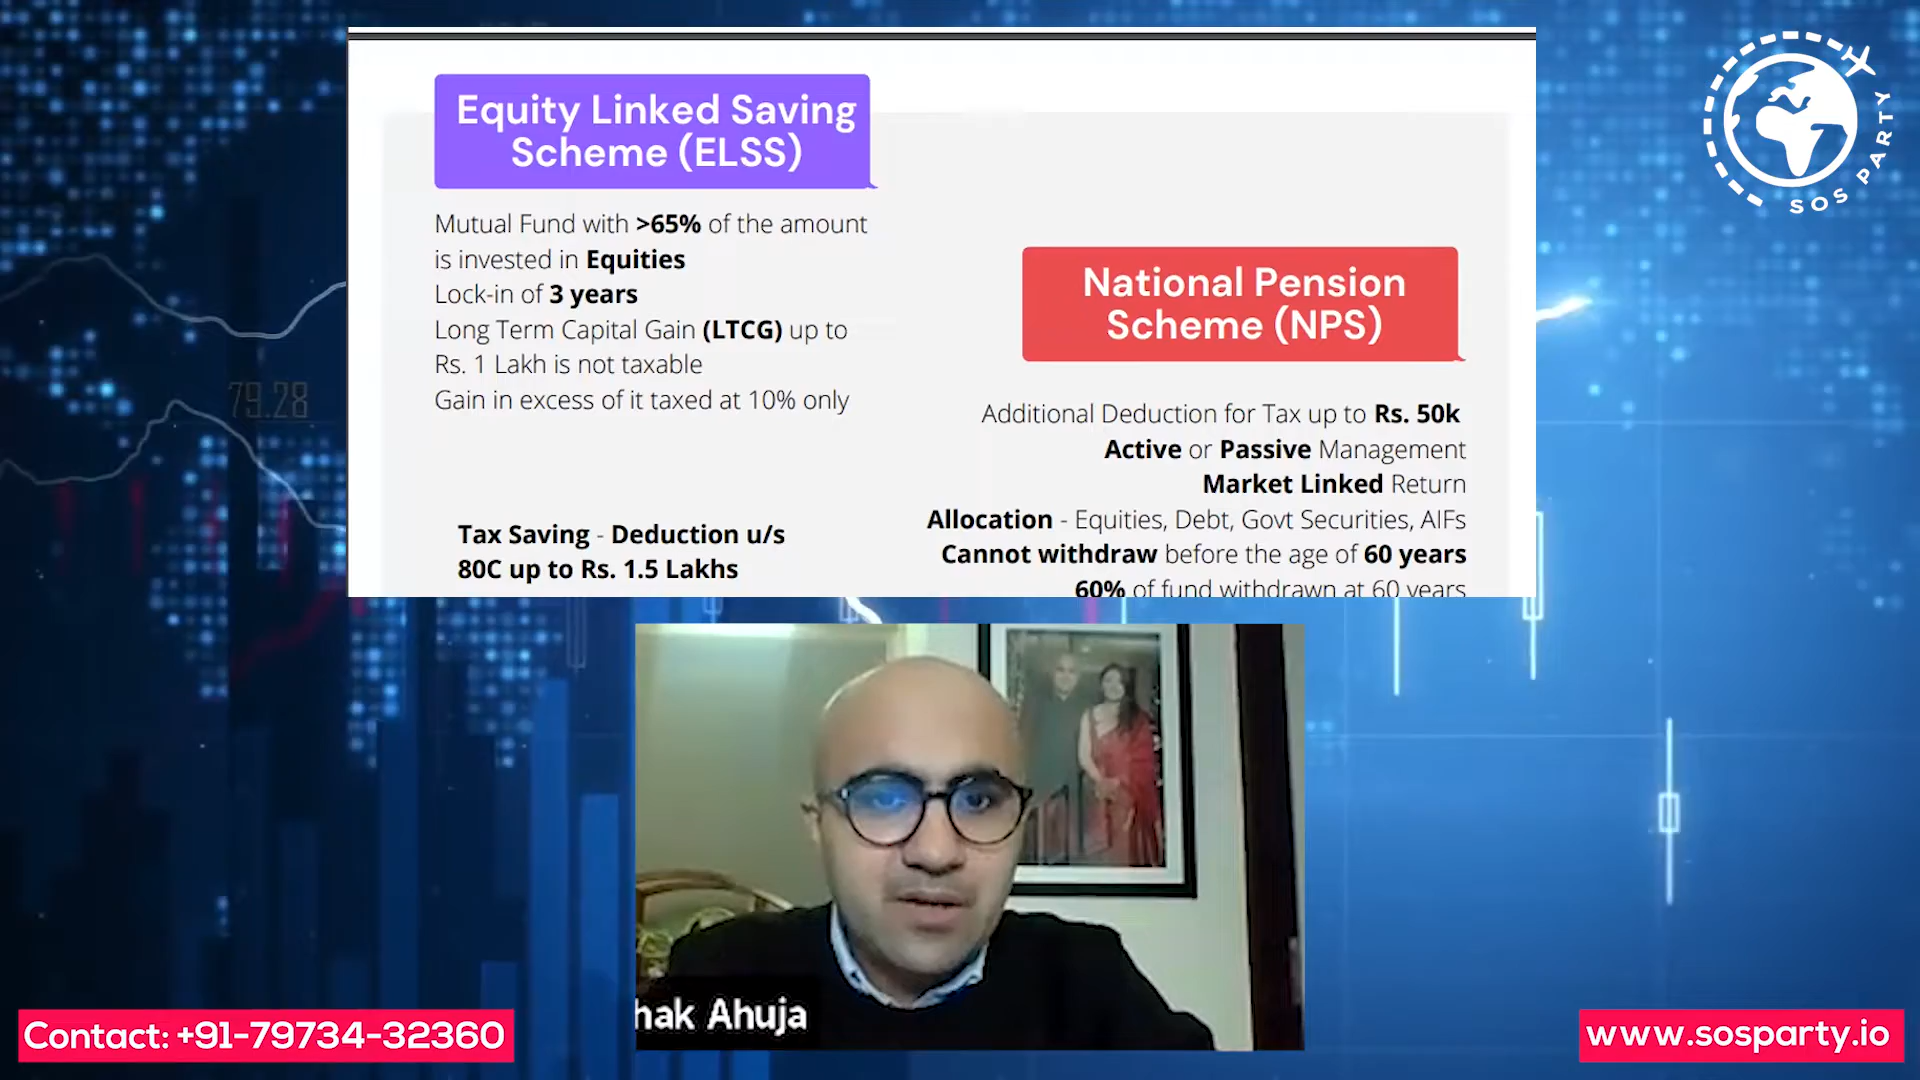 Equity Linked Saving
Scheme (ELSS)
Mutual Fund with >65% of the amount
is invested in Equities
Lock-in of 3 years
Long Term Capital Gain (LTCG) up to
Rs. 1 Lakh is not taxable
Gain in excess of it taxed at 10% only
Tax Saving - Deduction u/s
80C up to Rs. 1.5 Lakhs
National Pension
Scheme (NPS)
Additional Deduction for Tax up to Rs. 50k
Active or Passive Management
Market Linked Return
Allocation - Equities, Debt, Govt Securities, AIFs
Cannot withdraw before the age of 60 years
60% of fund withdrawn at 60 years
SOS PARTY
79.28
hak Ahuja
Contact: +91-79734-32360
www.sosparty.io